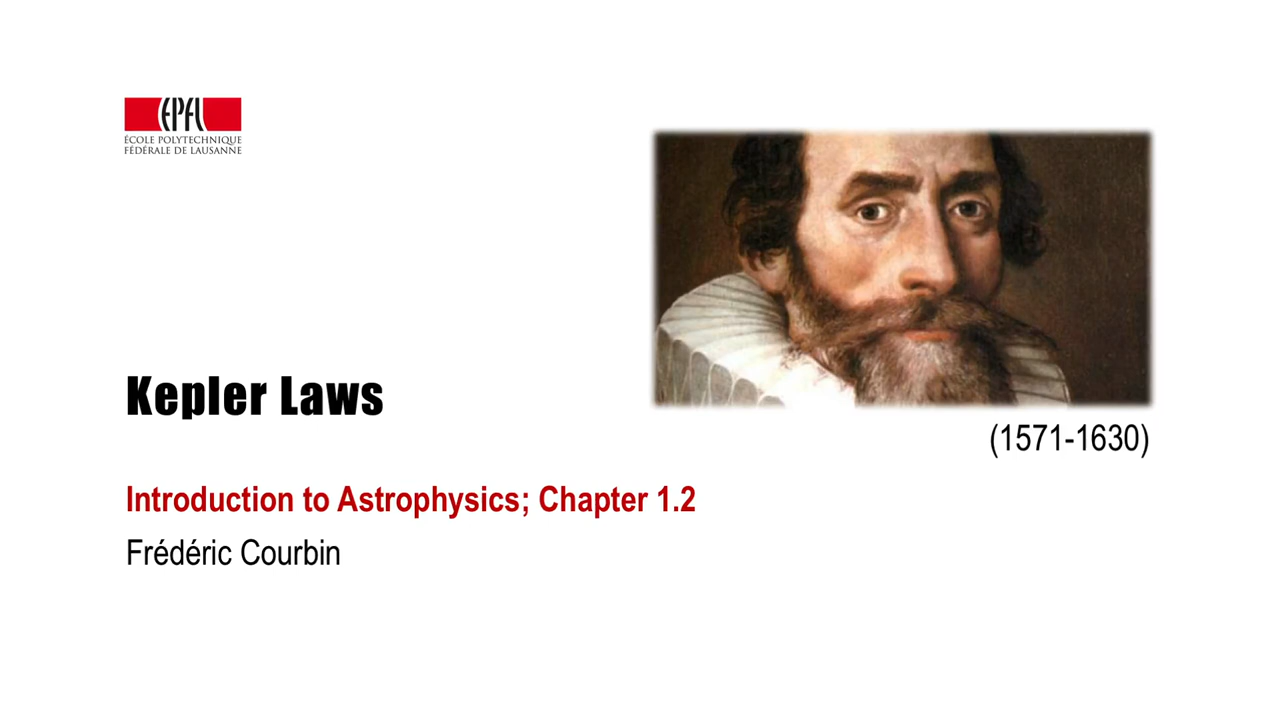 EPFL
ÉCOLE POLYTECHNIQUE
FÉDÉRALE DE LAUSANNE
(1571-1630)
Kepler Laws
Introduction to Astrophysics; Chapter 1.2
Frédéric Courbin